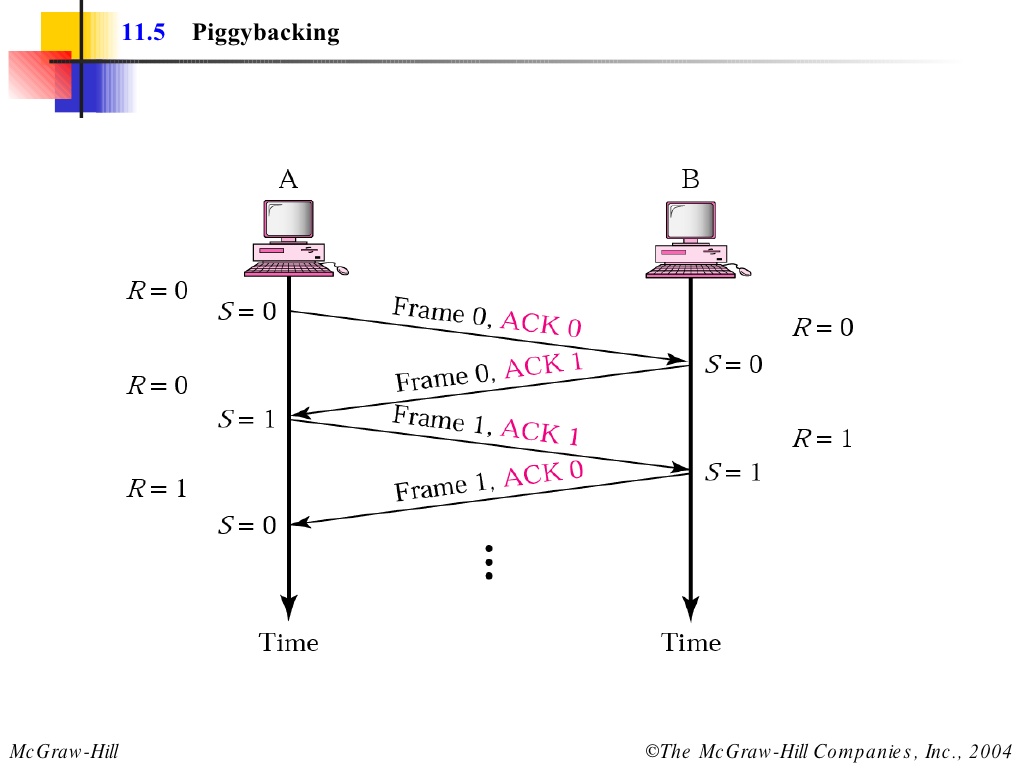 11.5 Piggybacking
A B
R = 0
S = 0
Frame 0, ACK 0
R = 0
Frame 0, ACK 1
S = 0
R = 0
S = 1
Frame 1, ACK 1
R = 1
Frame 1, ACK 0
S = 1
R = 1
S = 0
Time Time
McGraw-Hill ©The McGraw-Hill Companies, Inc., 2004